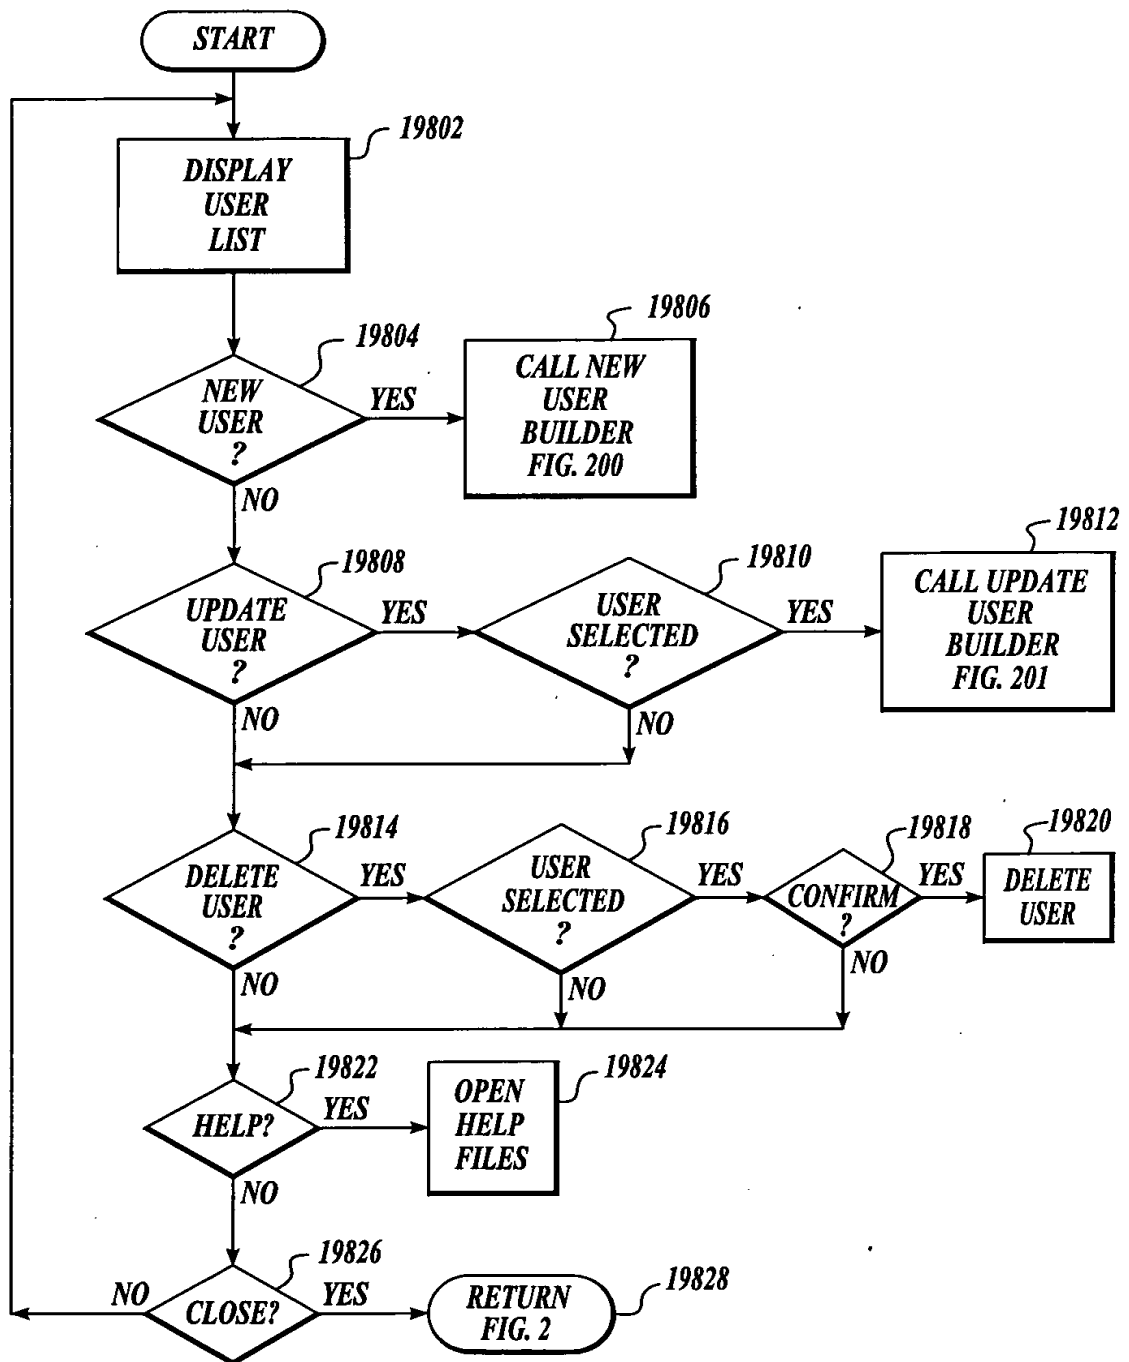 START
19802
DISPLAY
USER
LIST
19804
NEW
USER
?
YES
NO
19806
CALL NEW
USER
BUILDER
FIG. 200
19808
UPDATE
USER
?
YES
NO
19810
USER
SELECTED
?
YES
NO
19812
CALL UPDATE
USER
BUILDER
FIG. 201
19814
DELETE
USER
?
YES
NO
19816
USER
SELECTED
?
YES
NO
19818
CONFIRM
?
YES
NO
19820
DELETE
USER
19822
HELP?
YES
NO
19824
OPEN
HELP
FILES
19826
CLOSE?
NO
YES
19828
RETURN
FIG. 2